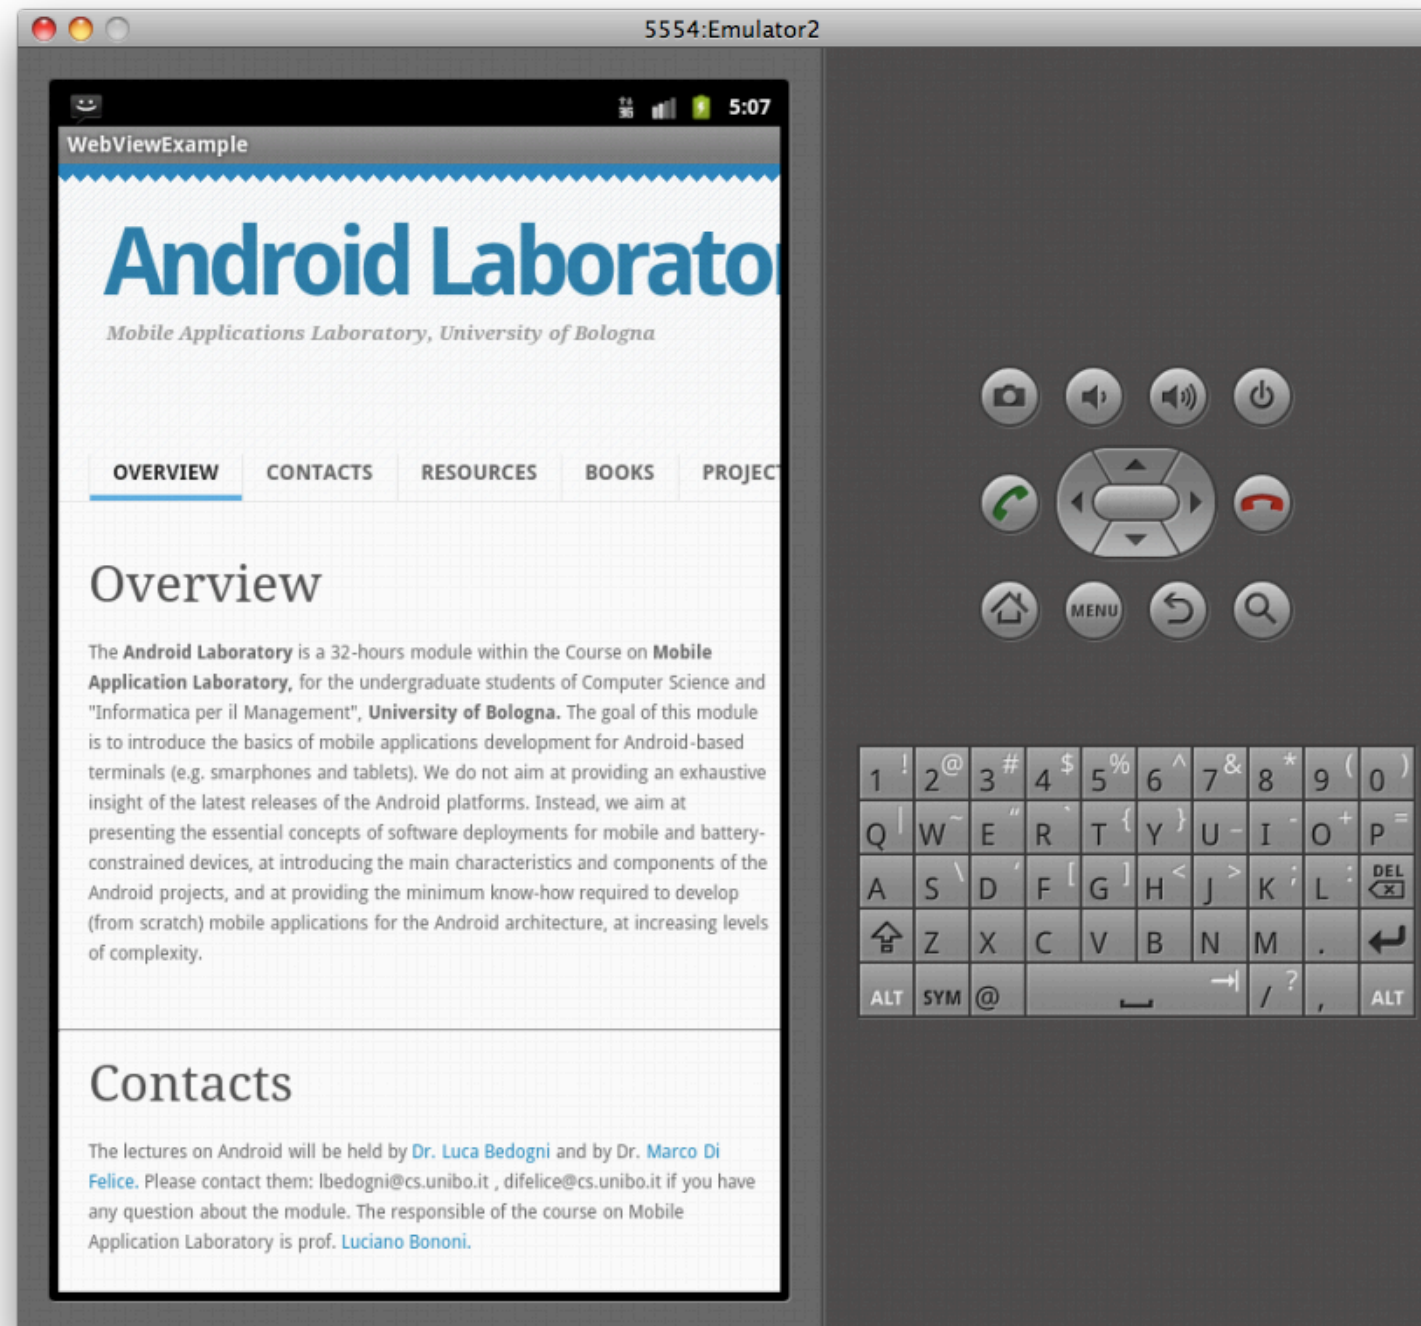 5554:Emulator2
5:07
WebViewExample
Android Laborato
Mobile Applications Laboratory, University of Bologna
OVERVIEW CONTACTS RESOURCES BOOKS PROJECT
Overview
The Android Laboratory is a 32-hours module within the Course on Mobile
Application Laboratory, for the undergraduate students of Computer Science and
"Informatica per il Management", University of Bologna. The goal of this module
is to introduce the basics of mobile applications development for Android-based
terminals (e.g. smarphones and tablets). We do not aim at providing an exhaustive
insight of the latest releases of the Android platforms. Instead, we aim at
presenting the essential concepts of software deployments for mobile and battery-
constrained devices, at introducing the main characteristics and components of the
Android projects, and at providing the minimum know-how required to develop
(from scratch) mobile applications for the Android architecture, at increasing levels
of complexity.
Contacts
The lectures on Android will be held by Dr. Luca Bedogni and by Dr. Marco Di
Felice. Please contact them: lbedogni@cs.unibo.it , difelice@cs.unibo.it if you have
any question about the module. The responsible of the course on Mobile
Application Laboratory is prof. Luciano Bononi.
MENU
1 ! 2 @ 3 # 4 $ 5 % 6 ^ 7 & 8 * 9 ( 0 )
Q | W ~ E " R ` T { Y } U _ I - O + P =
A S \ D ' F [ G ] H < J > K ; L : DEL
Z X C V B N M .
ALT SYM @ / ? , ALT